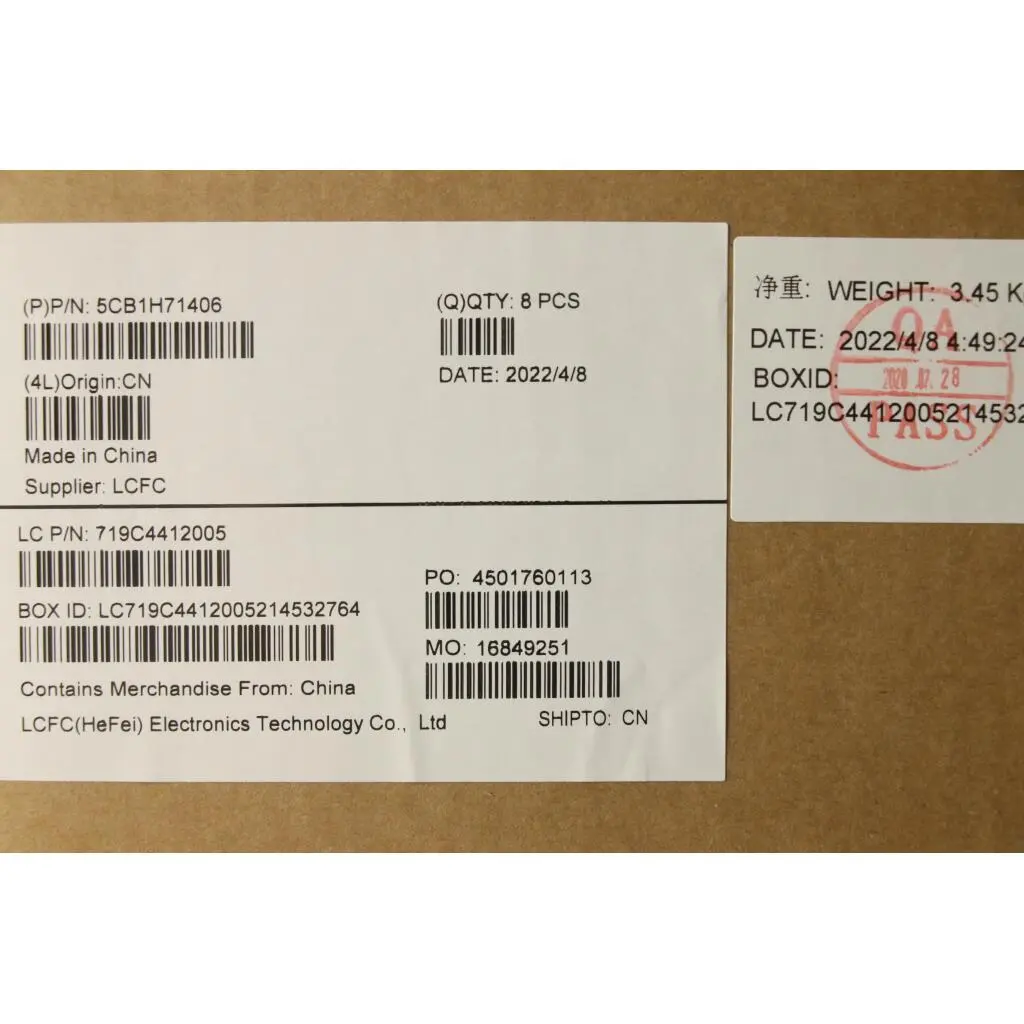 (P)P/N: 5CB1H71406
(Q)QTY: 8 PCS
(4L)Origin:CN
DATE: 2022/4/8
Made in China
Supplier: LCFC
LC P/N: 719C4412005
PO: 4501760113
BOX ID: LC719C4412005214532764
MO: 16849251
Contains Merchandise From: China
LCFC(HeFei) Electronics Technology Co., Ltd
SHIPTO: CN
净重: WEIGHT: 3.45 K
DATE: 2022/4/8 4:49:24
BOXID:
LC719C4412005214532
QA
2020.07.28
PASS